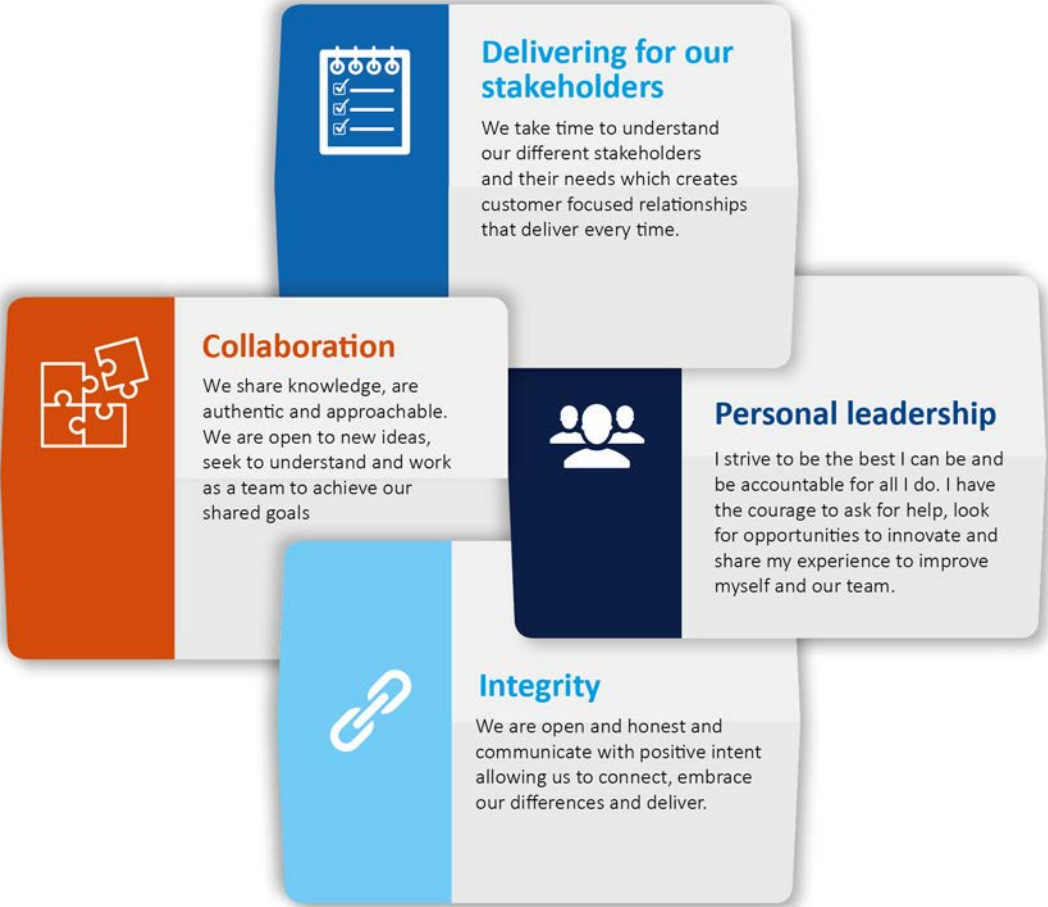 Delivering for our
stakeholders
We take time to understand
our different stakeholders
and their needs which creates
customer focused relationships
that deliver every time.
Collaboration
We share knowledge, are
authentic and approachable.
We are open to new ideas,
seek to understand and work
as a team to achieve our
shared goals
Personal leadership
I strive to be the best I can be and
be accountable for all I do. I have
the courage to ask for help, look
for opportunities to innovate and
share my experience to improve
myself and our team.
Integrity
We are open and honest and
communicate with positive intent
allowing us to connect, embrace
our differences and deliver.